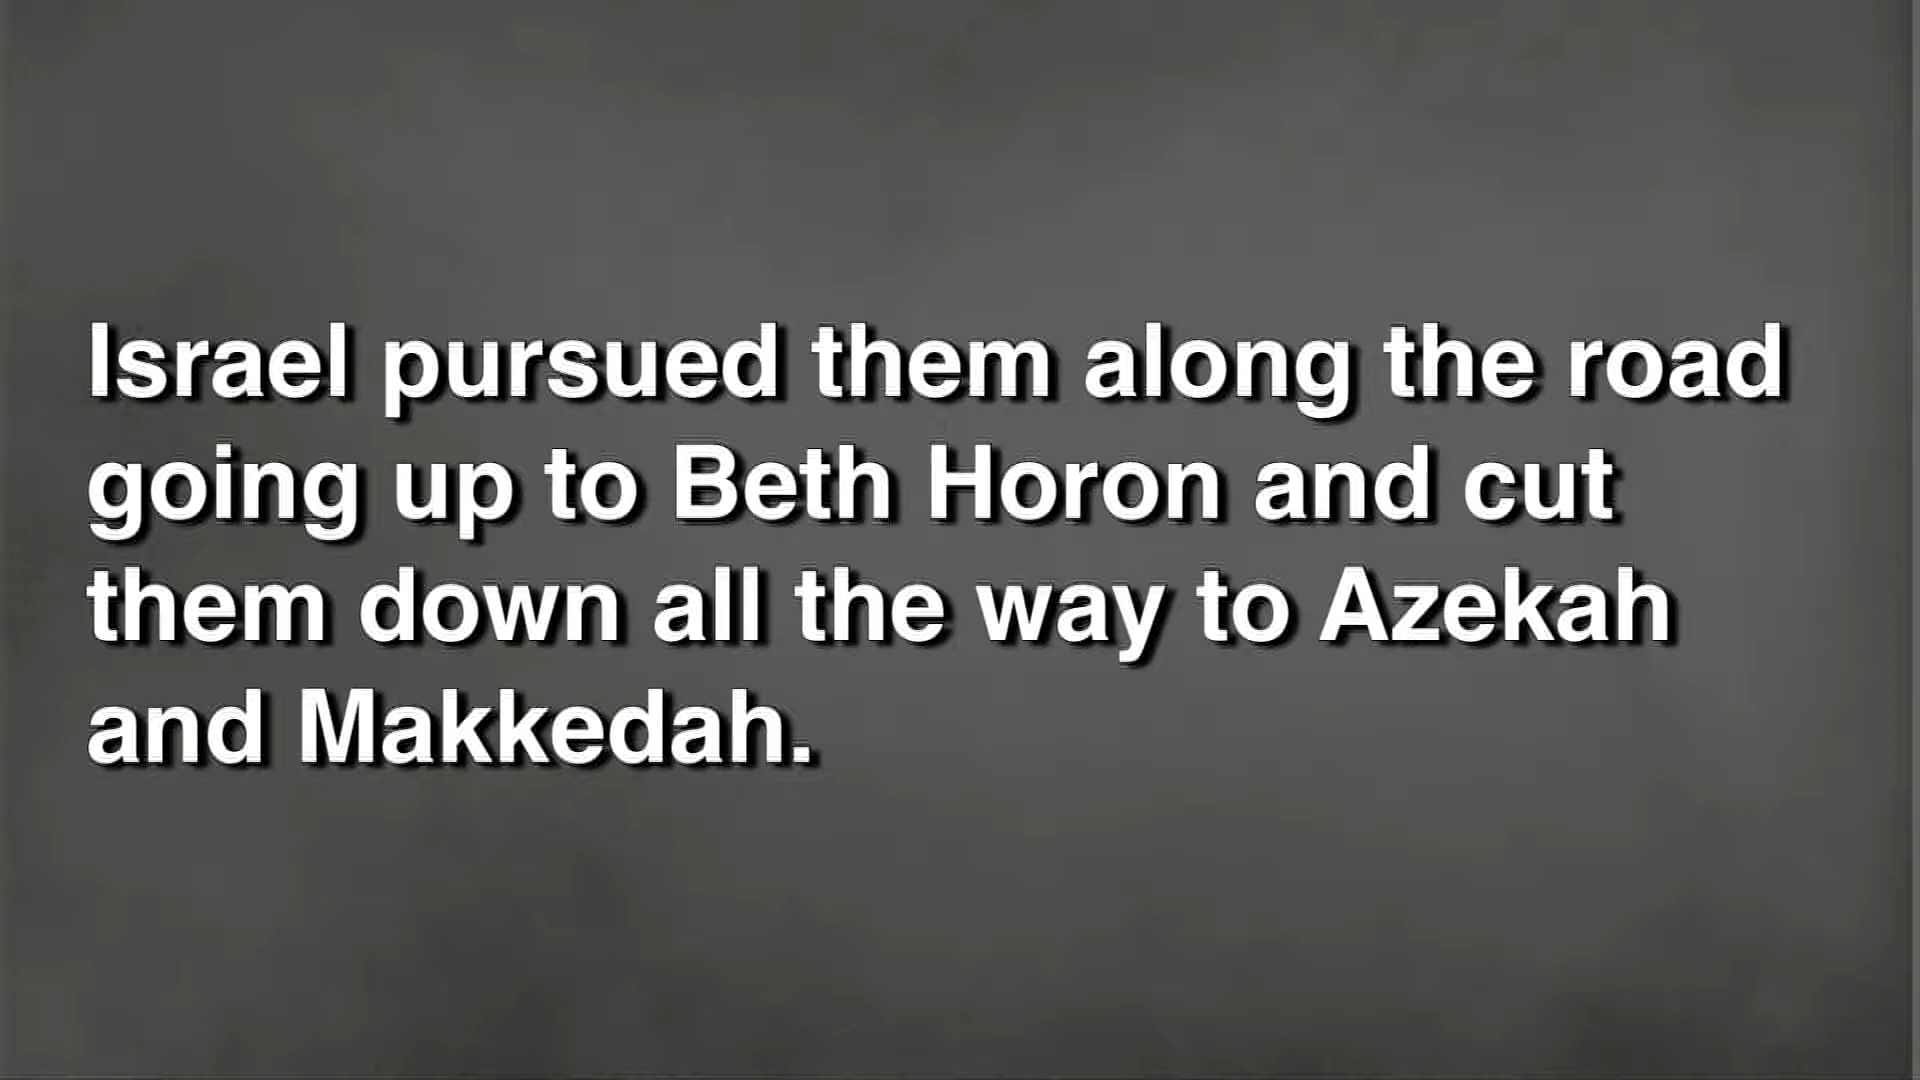 Israel pursued them along the road
going up to Beth Horon and cut
them down all the way to Azekah
and Makkedah.